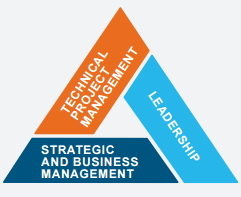 TECHNICAL
PROJECT
MANAGEMENT
LEADERSHIP
STRATEGIC
AND BUSINESS
MANAGEMENT